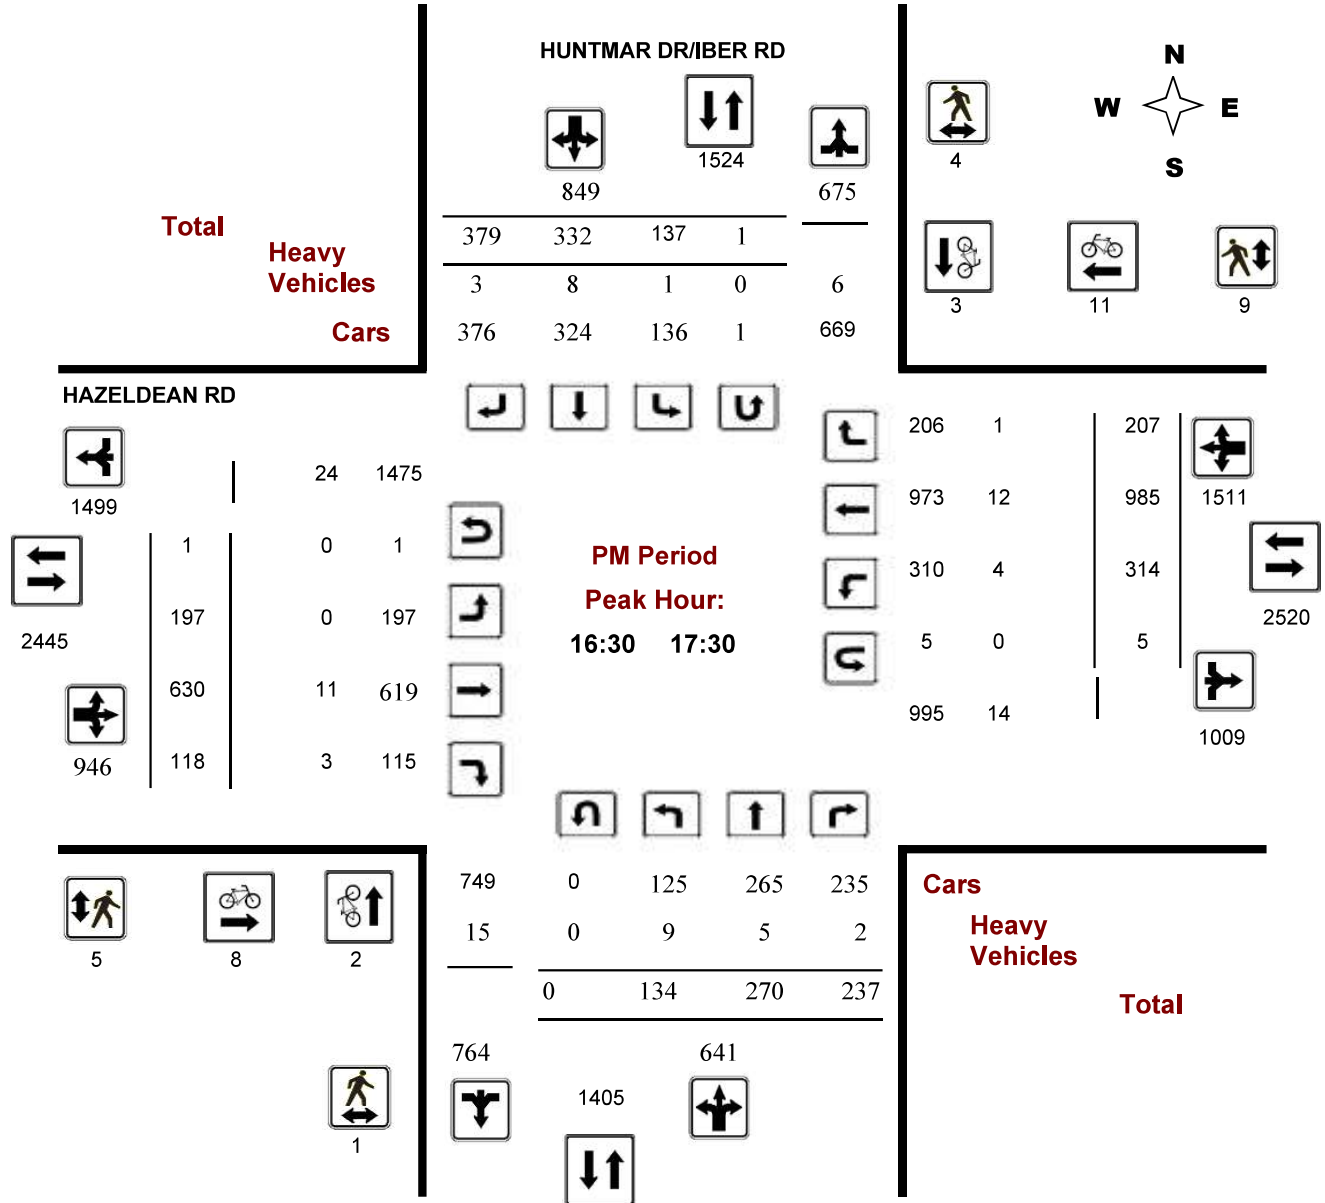 HUNTMAR DR/IBER RD
N
W E
S
1524
4
849 675
Total
379 332 137 1
Heavy
Vehicles
3 8 1 0 6
3 11 9
Cars
376 324 136 1 669
HAZELDEAN RD
206 1 207
24 1475
1499
973 12 985 1511
1 0 1
PM Period
310 4 314
Peak Hour:
197 0 197
2445
16:30 17:30
5 0 5
2520
630 11 619
995 14
1009
946 118 3 115
749 0 125 265 235
Cars
15 0 9 5 2
Heavy
Vehicles
5 8 2
0 134 270 237
Total
764 641
1405
1